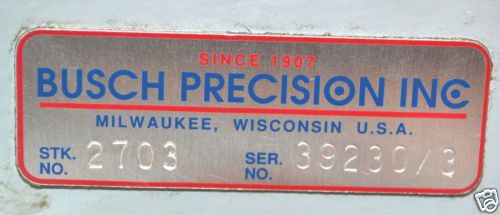 SINCE 1907
BUSCH PRECISION INC
MILWAUKEE, WISCONSIN U.S.A.
STK. NO. 2703 SER. NO. 39230/3